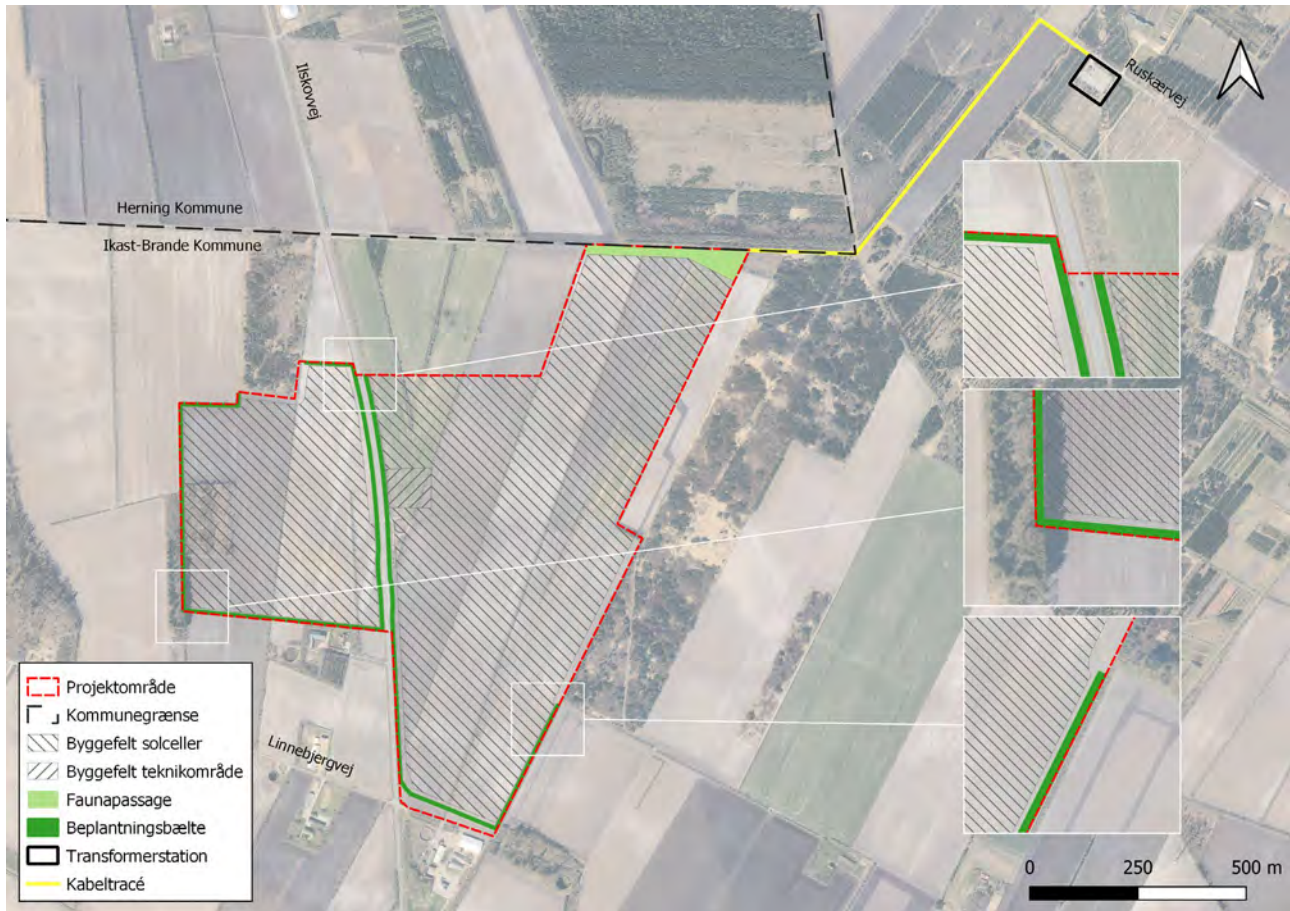 Ilskovvej
Ruskærvej
Herning Kommune
Ikast-Brande Kommune
Linnebjergvej
Projektområde
Kommunegrænse
Byggefelt solceller
Byggefelt teknikområde
Faunapassage
Beplantningsbælte
Transformerstation
Kabeltracé
0 250 500 m